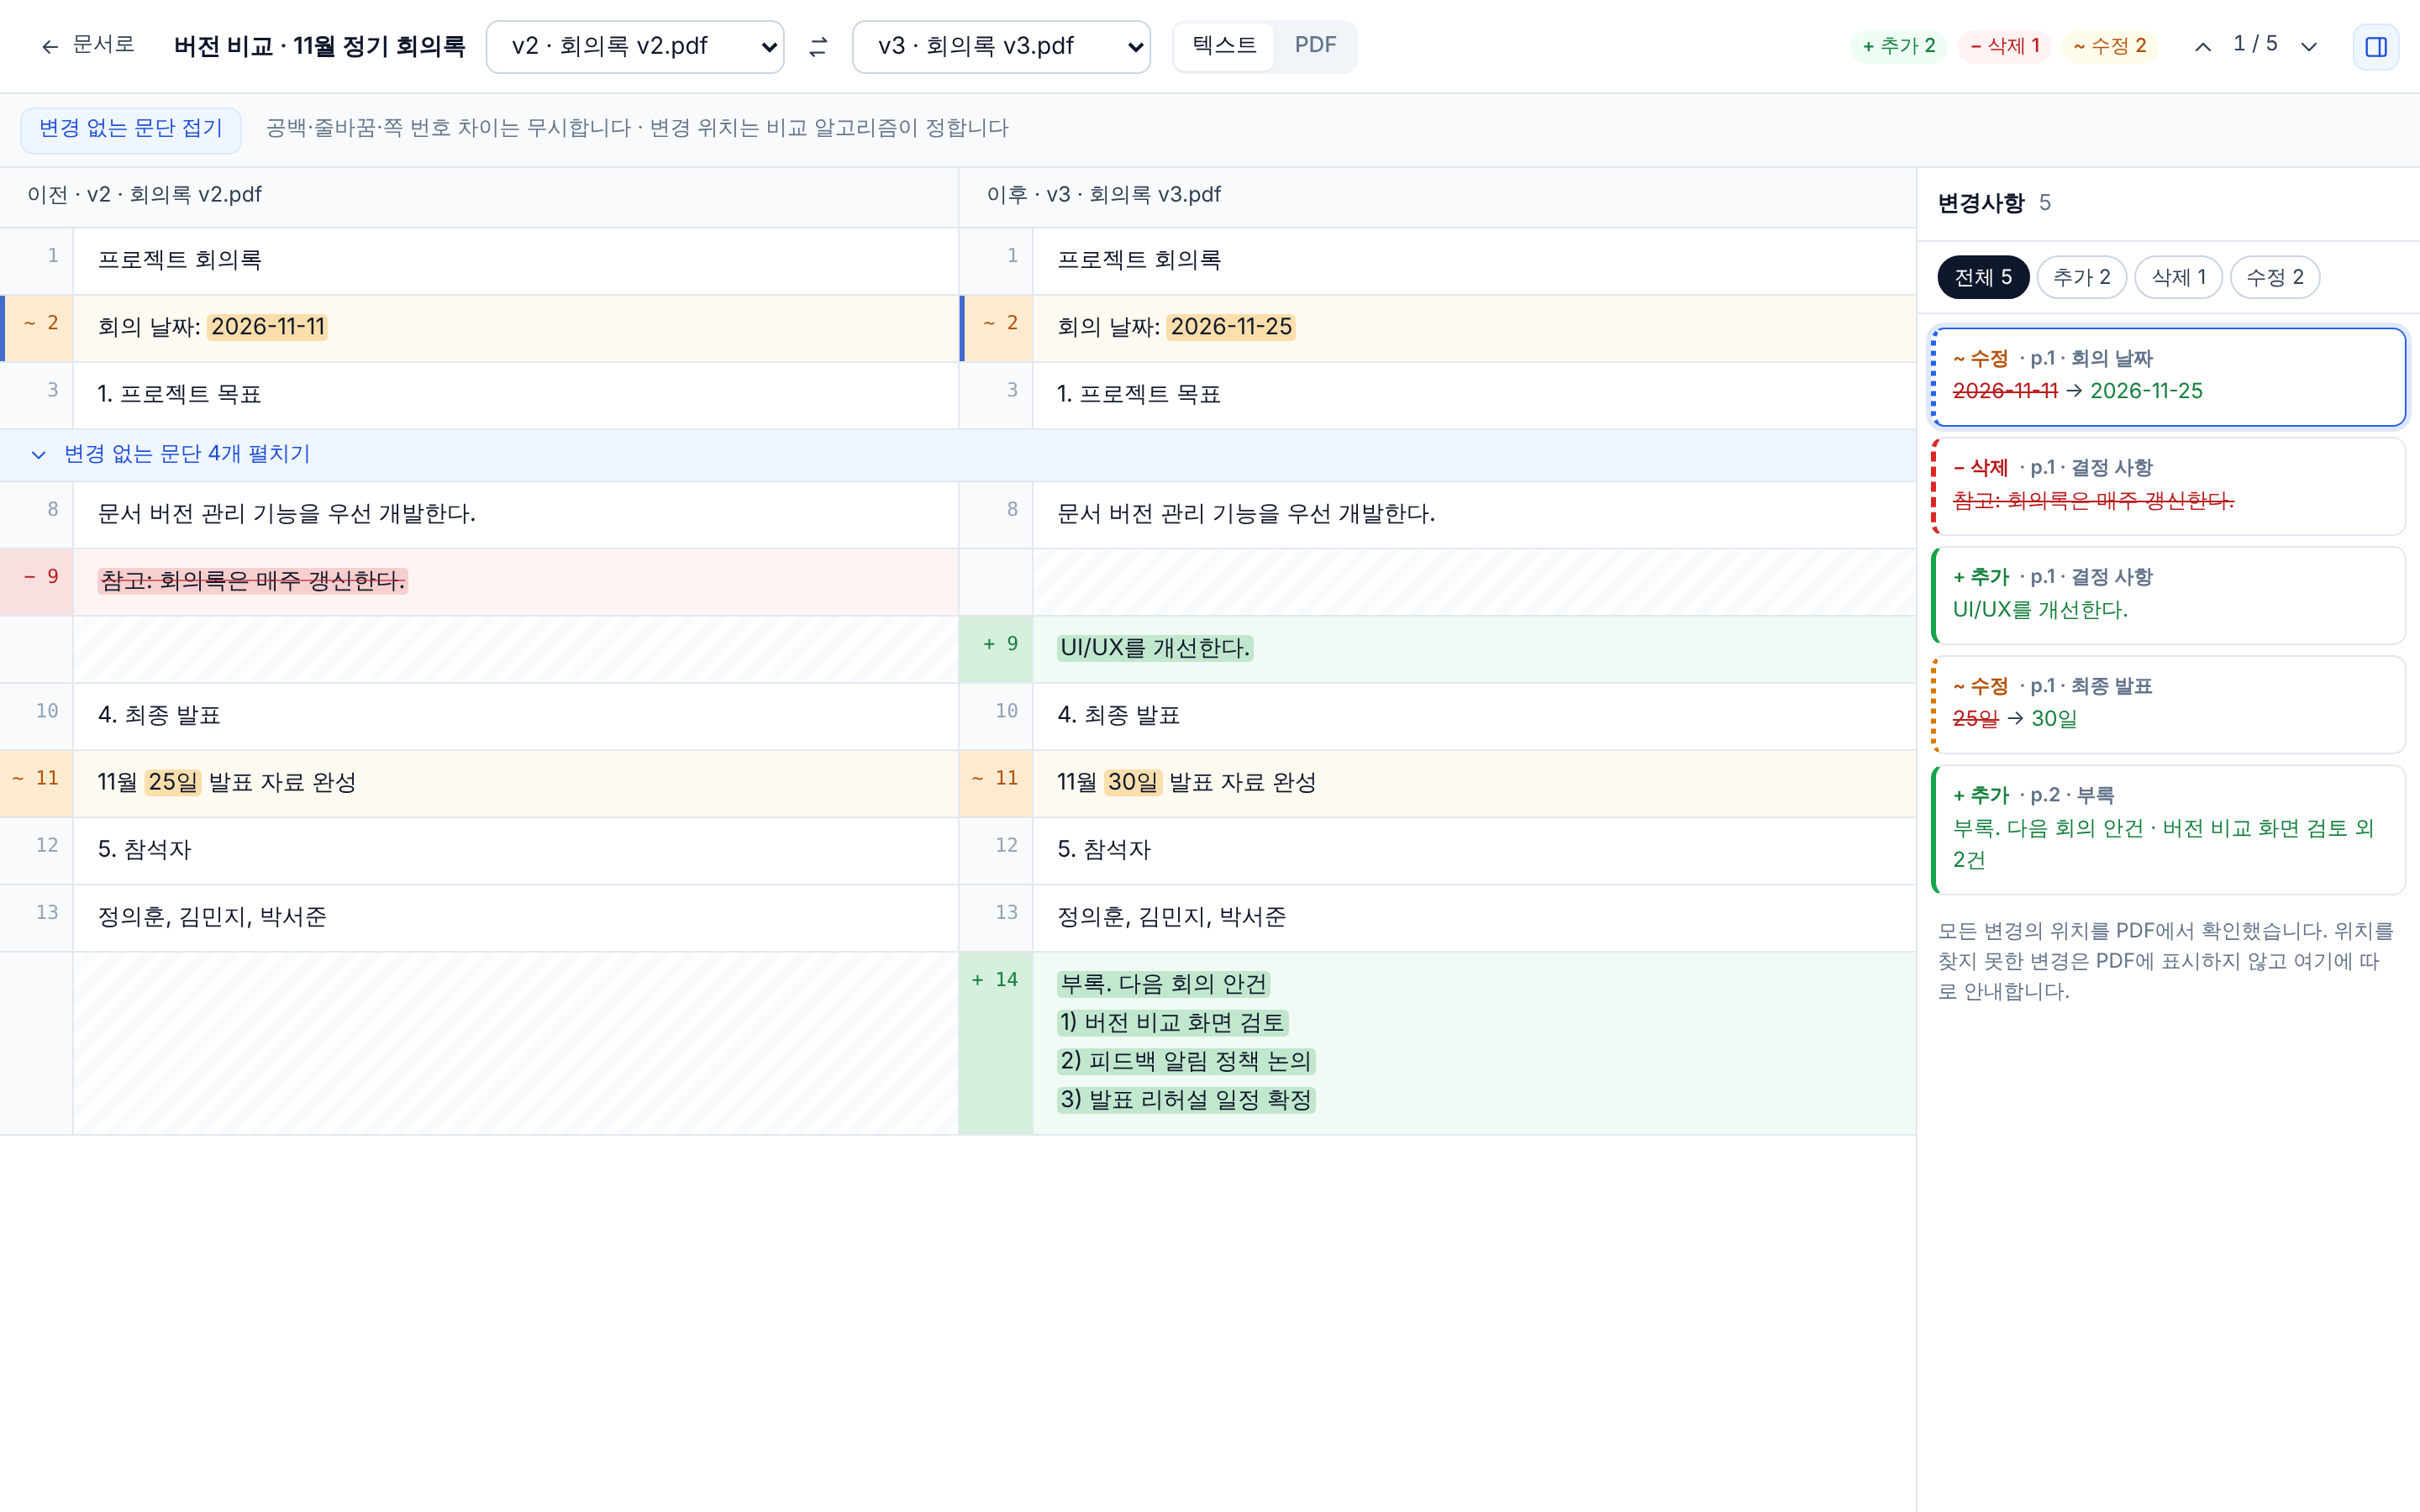 ← 문서로
버전 비교 · 11월 정기 회의록
v2 · 회의록 v2.pdf
v3 · 회의록 v3.pdf
텍스트
PDF
+ 추가 2
− 삭제 1
~ 수정 2
1 / 5
변경 없는 문단 접기
공백·줄바꿈·쪽 번호 차이는 무시합니다 · 변경 위치는 비교 알고리즘이 정합니다
이전 · v2 · 회의록 v2.pdf
이후 · v3 · 회의록 v3.pdf
1 프로젝트 회의록
1 프로젝트 회의록
~ 2 회의 날짜: 2026-11-11
~ 2 회의 날짜: 2026-11-25
3 1. 프로젝트 목표
3 1. 프로젝트 목표
변경 없는 문단 4개 펼치기
8 문서 버전 관리 기능을 우선 개발한다.
8 문서 버전 관리 기능을 우선 개발한다.
− 9 참고: 회의록은 매주 갱신한다.
+ 9 UI/UX를 개선한다.
10 4. 최종 발표
10 4. 최종 발표
~ 11 11월 25일 발표 자료 완성
~ 11 11월 30일 발표 자료 완성
12 5. 참석자
12 5. 참석자
13 정의훈, 김민지, 박서준
13 정의훈, 김민지, 박서준
+ 14 부록. 다음 회의 안건
1) 버전 비교 화면 검토
2) 피드백 알림 정책 논의
3) 발표 리허설 일정 확정
변경사항 5
전체 5
추가 2
삭제 1
수정 2
~ 수정 · p.1 · 회의 날짜
2026-11-11 → 2026-11-25
− 삭제 · p.1 · 결정 사항
참고: 회의록은 매주 갱신한다.
+ 추가 · p.1 · 결정 사항
UI/UX를 개선한다.
~ 수정 · p.1 · 최종 발표
25일 → 30일
+ 추가 · p.2 · 부록
부록. 다음 회의 안건 · 버전 비교 화면 검토 외
2건
모든 변경의 위치를 PDF에서 확인했습니다. 위치를
찾지 못한 변경은 PDF에 표시하지 않고 여기에 따
로 안내합니다.